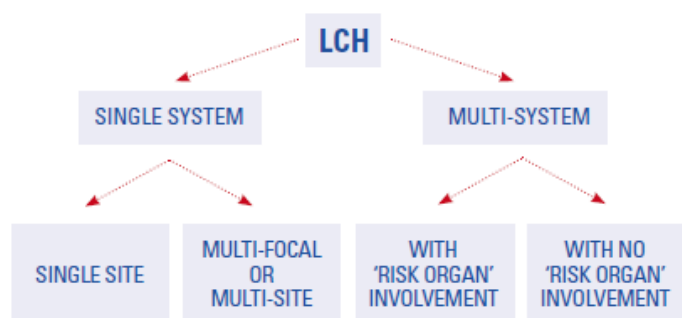 LCH
SINGLE SYSTEM
MULTI-SYSTEM
SINGLE SITE
MULTI-FOCAL
OR
MULTI-SITE
WITH
‘RISK ORGAN’
INVOLVEMENT
WITH NO
‘RISK ORGAN’
INVOLVEMENT